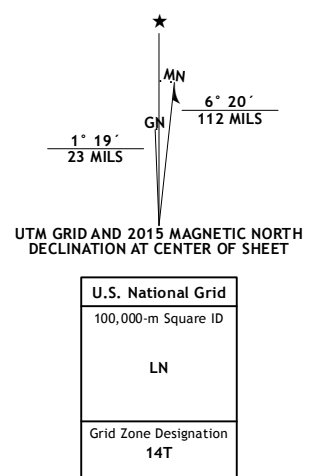 ★
MN
6° 20´
112 MILS
GN
1° 19´
23 MILS
UTM GRID AND 2015 MAGNETIC NORTH
DECLINATION AT CENTER OF SHEET
U.S. National Grid
100,000-m Square ID
LN
Grid Zone Designation
14T